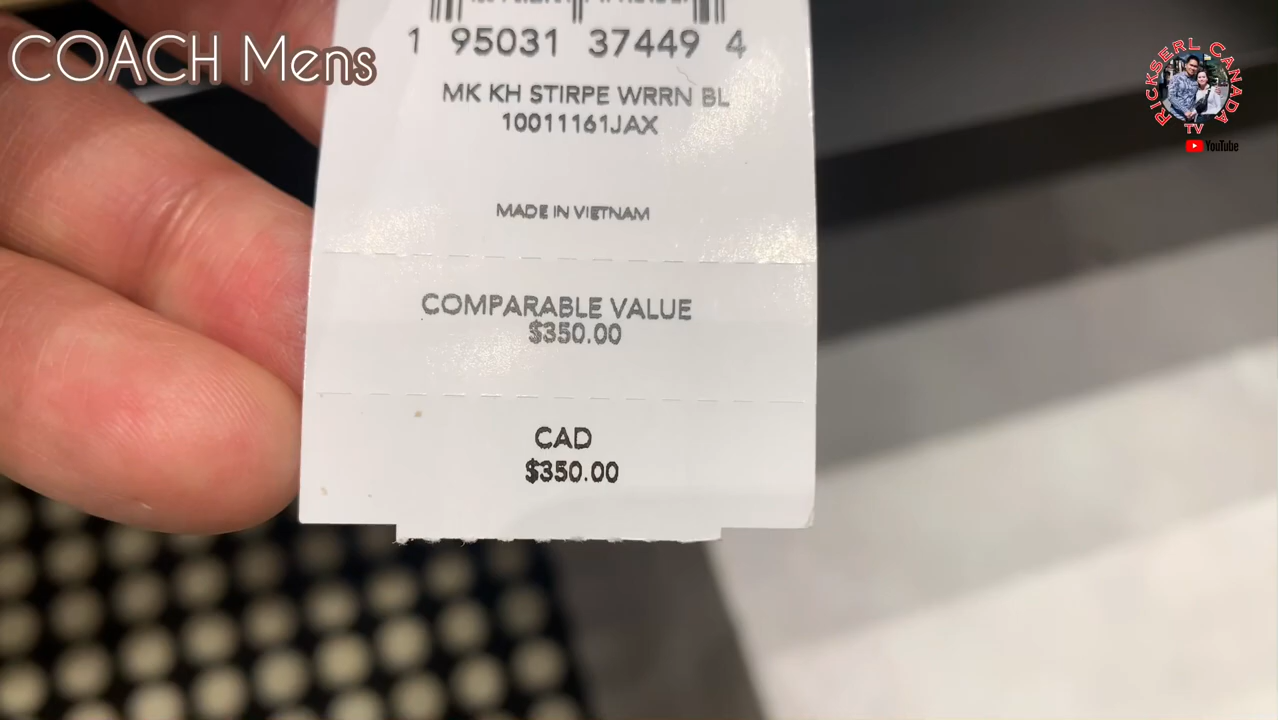 COACH Mens
1 95031 37449 4
MK KH STIRPE WRRN BL
10011161JAX
MADE IN VIETNAM
COMPARABLE VALUE
$350.00
CAD
$350.00
RICKSERL CANADA
TV
YouTube